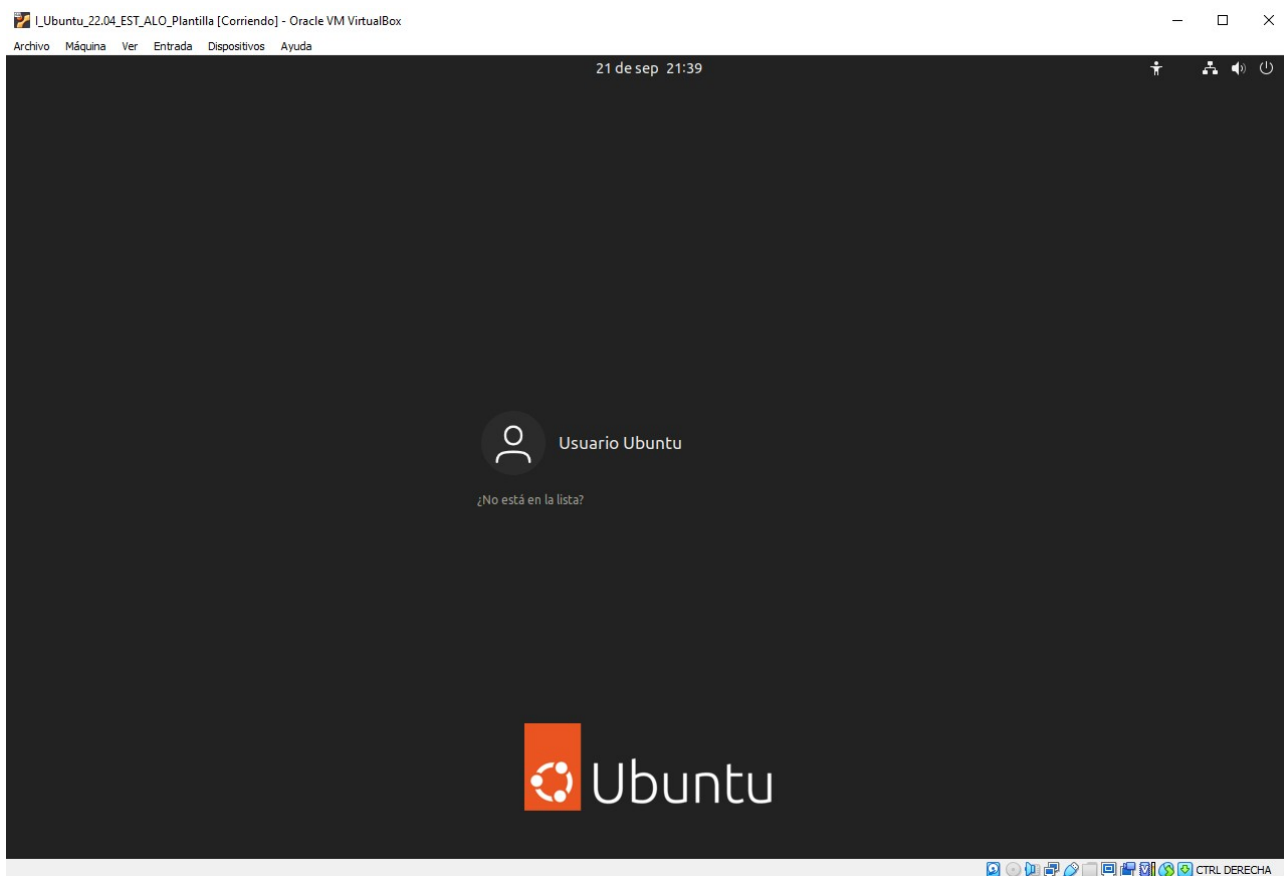 I_Ubuntu_22.04_EST_ALO_Plantilla [Corriendo] - Oracle VM VirtualBox
Archivo Máquina Ver Entrada Dispositivos Ayuda
21 de sep 21:39
Usuario Ubuntu
¿No está en la lista?
Ubuntu
CTRL DERECHA